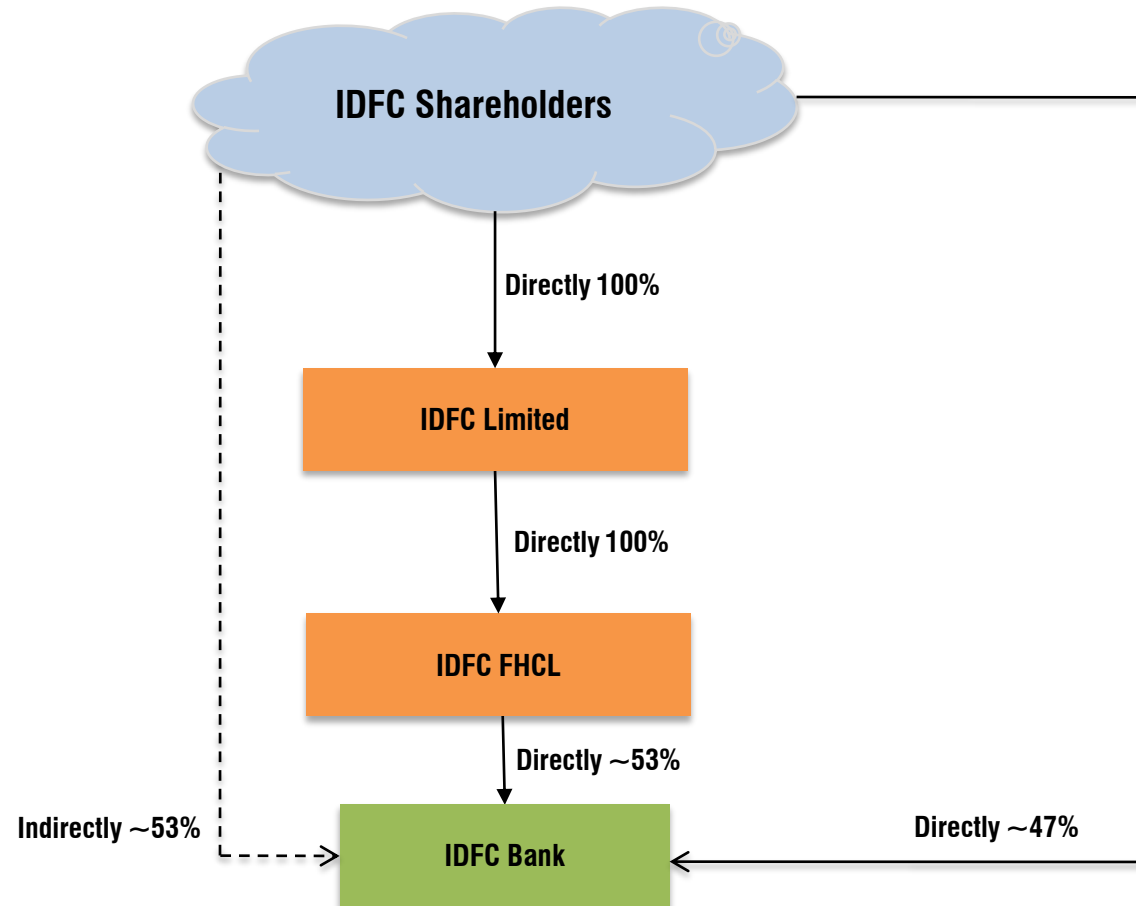 IDFC Shareholders
Directly 100%
IDFC Limited
Directly 100%
IDFC FHCL
Directly ~53%
Indirectly ~53%
Directly ~47%
IDFC Bank